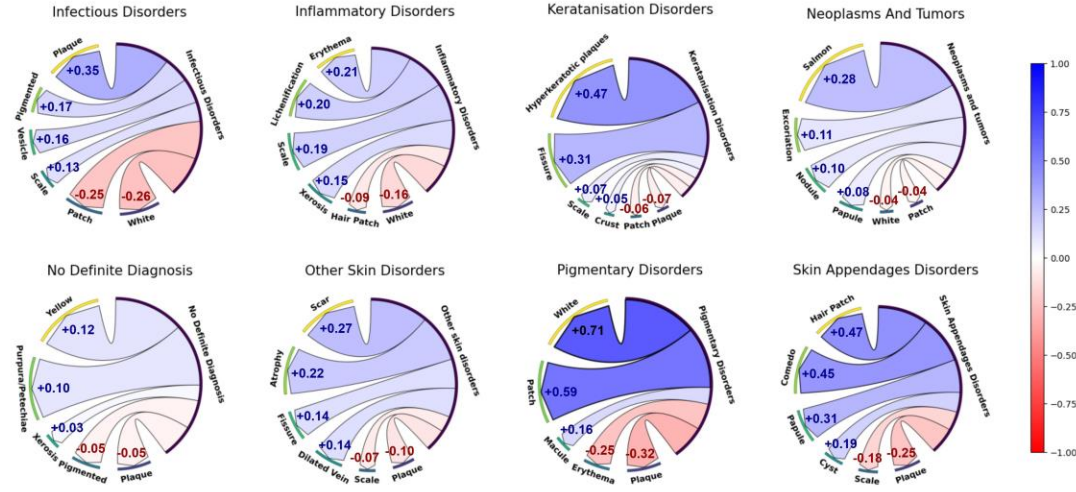 Infectious Disorders
Plaque
+0.35
Pigmented
+0.17
Vesicle
+0.16
Scale
+0.13
Patch
-0.25
White
-0.26
Infectious Disorders
Inflammatory Disorders
Erythema
+0.21
Lichenification
+0.20
Scale
+0.19
Xerosis
+0.15
Hair Patch
-0.09
White
-0.16
Inflammatory Disorders
Keratanisation Disorders
Hyperkeratotic plaques
+0.47
Fissure
+0.31
Scale
+0.07
Crust
+0.05
Patch
-0.06
Plaque
-0.07
Keratanisation Disorders
Neoplasms And Tumors
Salmon
+0.28
Excoriation
+0.11
Nodule
+0.10
Papule
+0.08
White
-0.04
Patch
-0.04
Neoplasms and tumors
No Definite Diagnosis
Yellow
+0.12
Purpura/Petechiae
+0.10
Xerosis
+0.03
Pigmented
-0.05
Plaque
-0.05
No Definite Diagnosis
Other Skin Disorders
Scar
+0.27
Atrophy
+0.22
Fissure
+0.14
Dilated Vein
+0.14
Scale
-0.07
Plaque
-0.10
Other skin disorders
Pigmentary Disorders
White
+0.71
Patch
+0.59
Macule
+0.16
Erythema
-0.25
Plaque
-0.32
Pigmentary Disorders
Skin Appendages Disorders
Hair Patch
+0.47
Comedo
+0.45
Papule
+0.31
Cyst
+0.19
Scale
-0.18
Plaque
-0.25
Skin Appendages Disorders
1.00
0.75
0.50
0.25
0.00
−0.25
−0.50
−0.75
−1.00